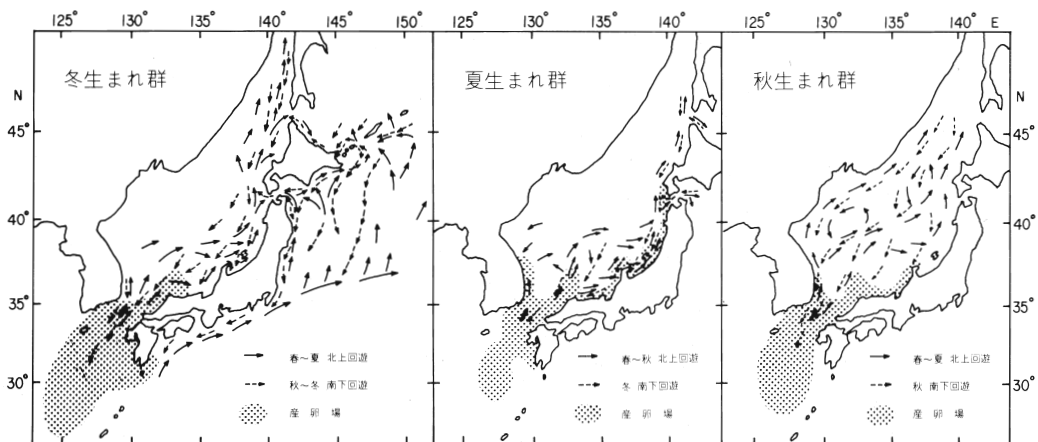 125° 130° 135° 140° 145° 150° 125° 130° 135° 140° 125° 130° 135° 140° E
冬生まれ群
夏生まれ群
秋生まれ群
N
N
45°
45°
40°
40°
35°
35°
30°
30°
春〜夏 北上回遊
秋〜冬 南下回遊
産卵場
春〜秋 北上回遊
冬 南下回遊
産卵場
春〜夏 北上回遊
秋 南下回遊
産卵場